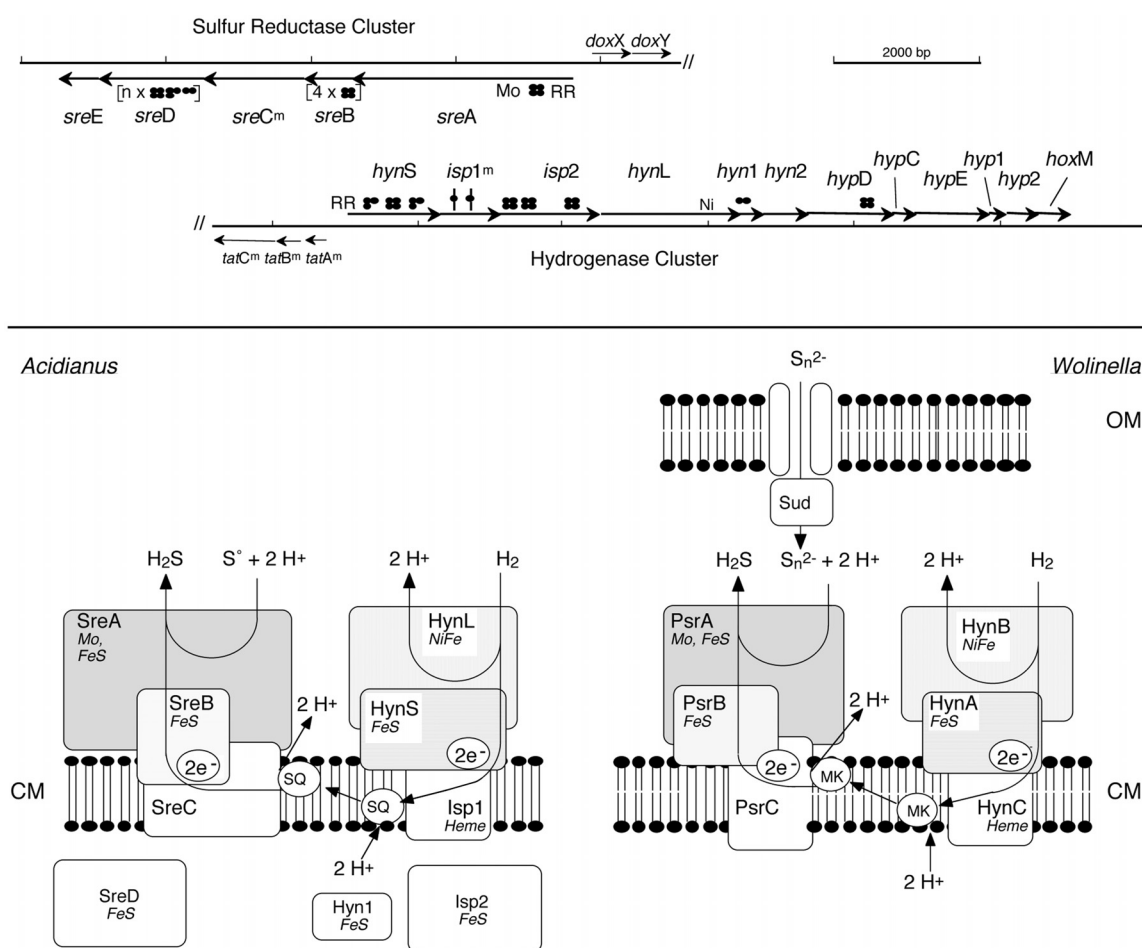 Sulfur Reductase Cluster
doxX doxY
//
2000 bp
[n x ] [4 x ] Mo RR
sreE sreD sreCᵐ sreB sreA
hynS isp1ᵐ isp2 hynL hyn1 hyn2 hypD hypC hypE hyp1 hyp2 hoxM
RR Ni
//
tatCᵐ tatBᵐ tatAᵐ
Hydrogenase Cluster
Acidianus
H₂S S° + 2 H⁺ 2 H⁺ H₂
SreA
Mo,
FeS
HynL
NiFe
SreB
FeS
2 H⁺
HynS
FeS
2e⁻
2e⁻
CM
SQ
SQ
SreC
Isp1
Heme
2 H⁺
SreD
FeS
Hyn1
FeS
Isp2
FeS
Wolinella
Sₙ²⁻
OM
Sud
H₂S Sₙ²⁻ + 2 H⁺ 2 H⁺ H₂
PsrA
Mo, FeS
HynB
NiFe
PsrB
FeS
2 H⁺
HynA
FeS
2e⁻
2e⁻
MK
MK
CM
PsrC
HynC
Heme
2 H⁺